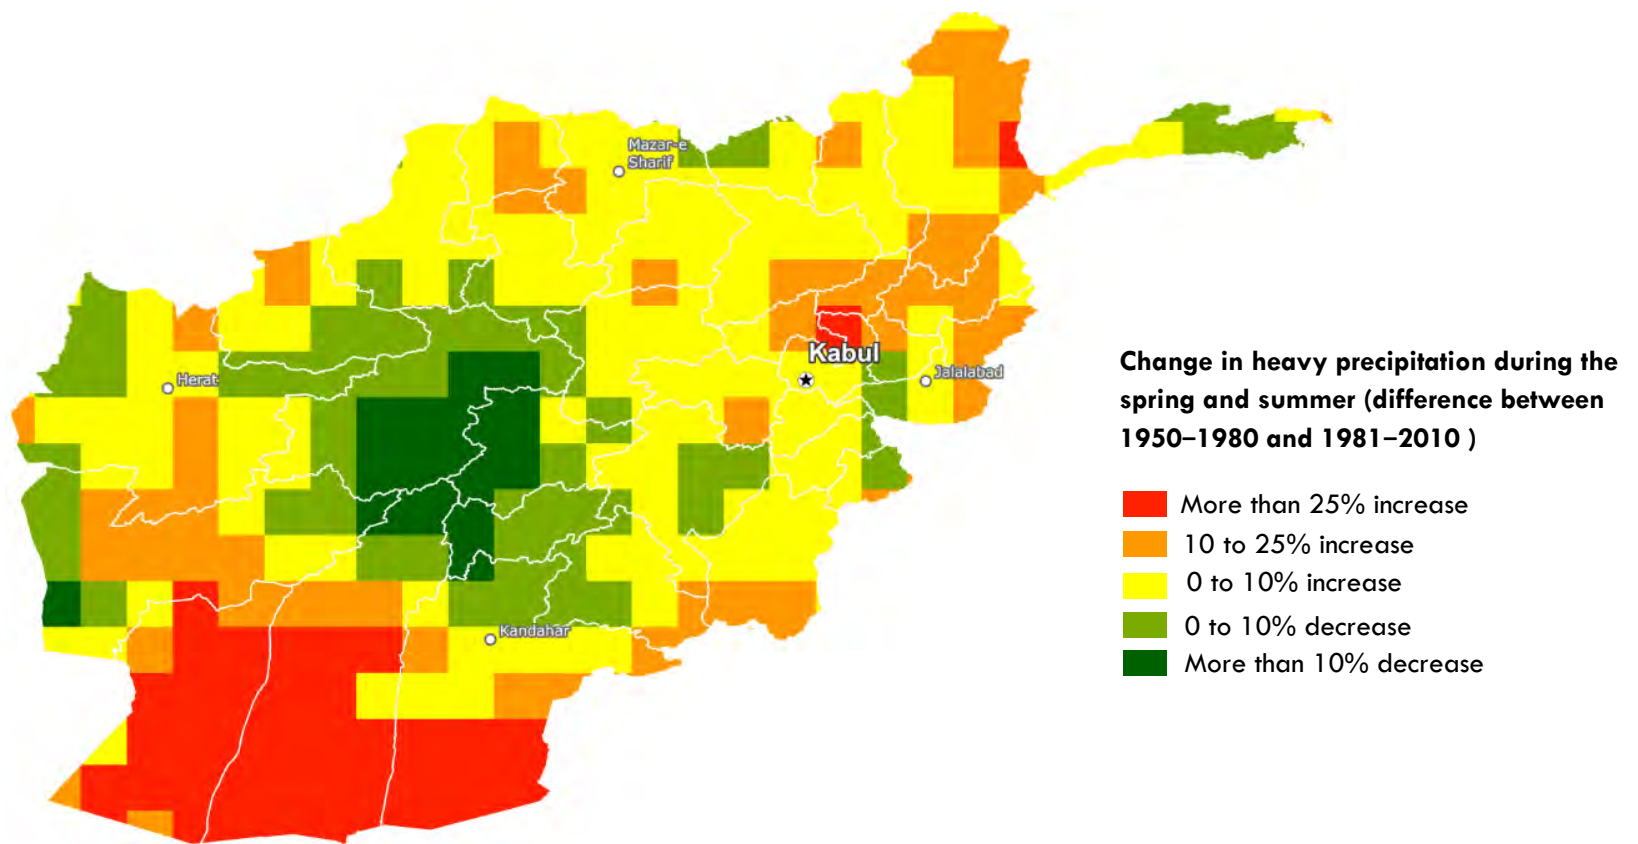 Mazar-e
Sharif
Kabul
Jalalabad
Herat
Kandahar
Change in heavy precipitation during the
spring and summer (difference between
1950–1980 and 1981–2010 )
More than 25% increase
10 to 25% increase
0 to 10% increase
0 to 10% decrease
More than 10% decrease